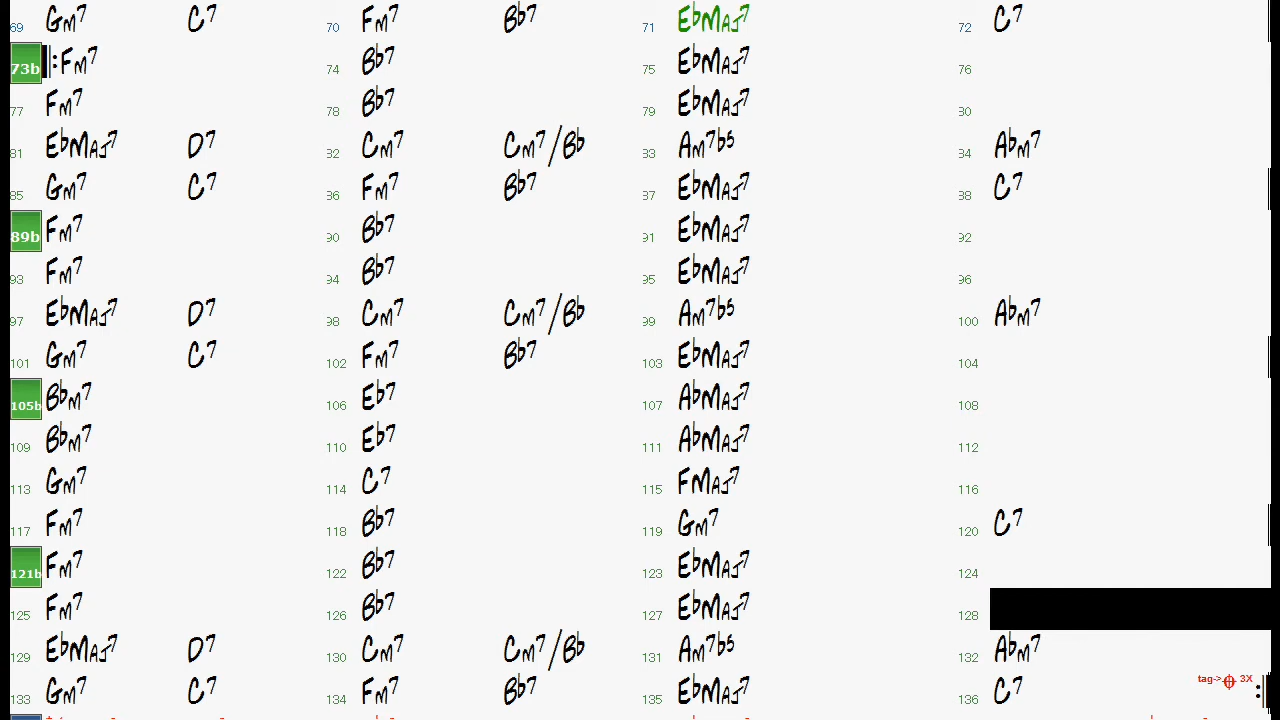 69 Gm7 C7 70 Fm7 Bb7 71 EbMaj7 72 C7
73b Fm7 74 Bb7 75 EbMaj7 76
77 Fm7 78 Bb7 79 EbMaj7 80
81 EbMaj7 D7 82 Cm7 Cm7/Bb 83 Am7b5 84 Abm7
85 Gm7 C7 86 Fm7 Bb7 87 EbMaj7 88 C7
89b Fm7 90 Bb7 91 EbMaj7 92
93 Fm7 94 Bb7 95 EbMaj7 96
97 EbMaj7 D7 98 Cm7 Cm7/Bb 99 Am7b5 100 Abm7
101 Gm7 C7 102 Fm7 Bb7 103 EbMaj7 104
105b Bbm7 106 Eb7 107 AbMaj7 108
109 Bbm7 110 Eb7 111 AbMaj7 112
113 Gm7 114 C7 115 FMaj7 116
117 Fm7 118 Bb7 119 Gm7 120 C7
121b Fm7 122 Bb7 123 EbMaj7 124
125 Fm7 126 Bb7 127 EbMaj7 128
129 EbMaj7 D7 130 Cm7 Cm7/Bb 131 Am7b5 132 Abm7
tag-> 3X
133 Gm7 C7 134 Fm7 Bb7 135 EbMaj7 136 C7